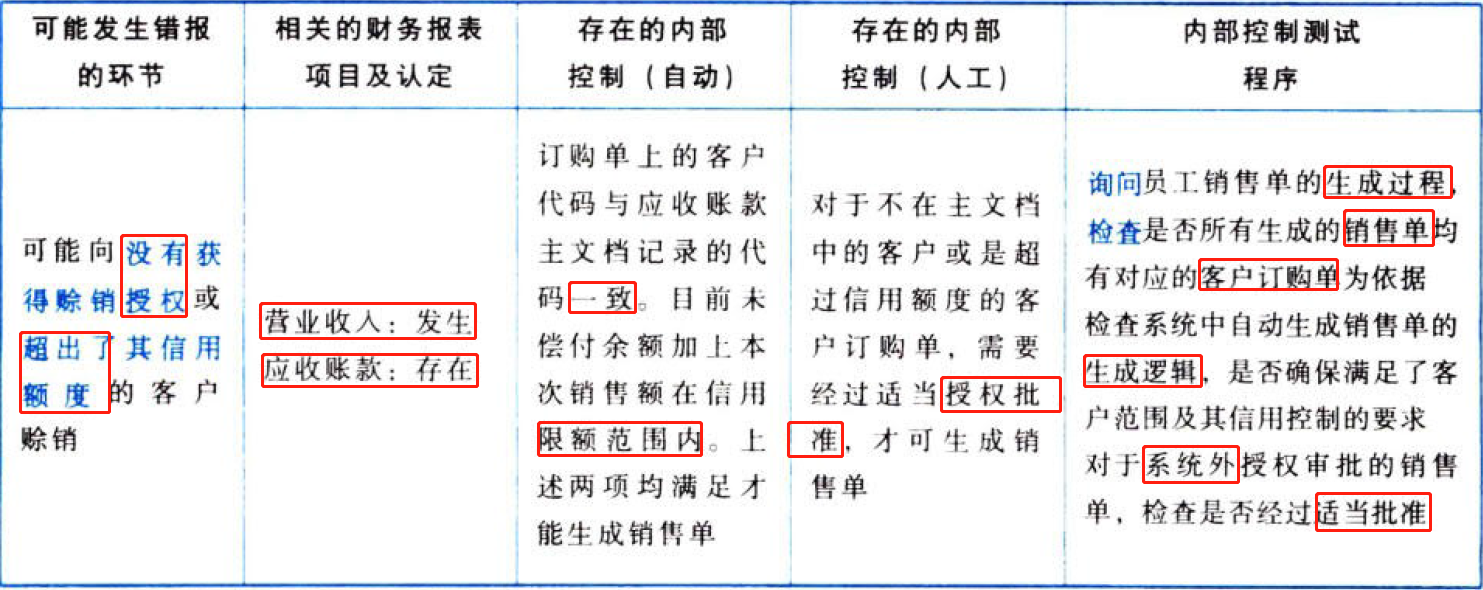 可能发生错报
的环节
相关的财务报表
项目及认定
存在的内部
控制（自动）
存在的内部
控制（人工）
内部控制测试
程序
可能向没有获
得赊销授权或
超出了其信用
额度的客户
赊销
营业收入：发生
应收账款：存在
订购单上的客户
代码与应收账款
主文档记录的代
码一致。目前未
偿付余额加上本
次销售额在信用
限额范围内。上
述两项均满足才
能生成销售单
对于不在主文档
中的客户或是超
过信用额度的客
户订购单，需要
经过适当授权批
准，才可生成销
售单
询问员工销售单的生成过程，
检查是否所有生成的销售单均
有对应的客户订购单为依据
检查系统中自动生成销售单的
生成逻辑，是否确保满足了客
户范围及其信用控制的要求
对于系统外授权审批的销售
单，检查是否经过适当批准